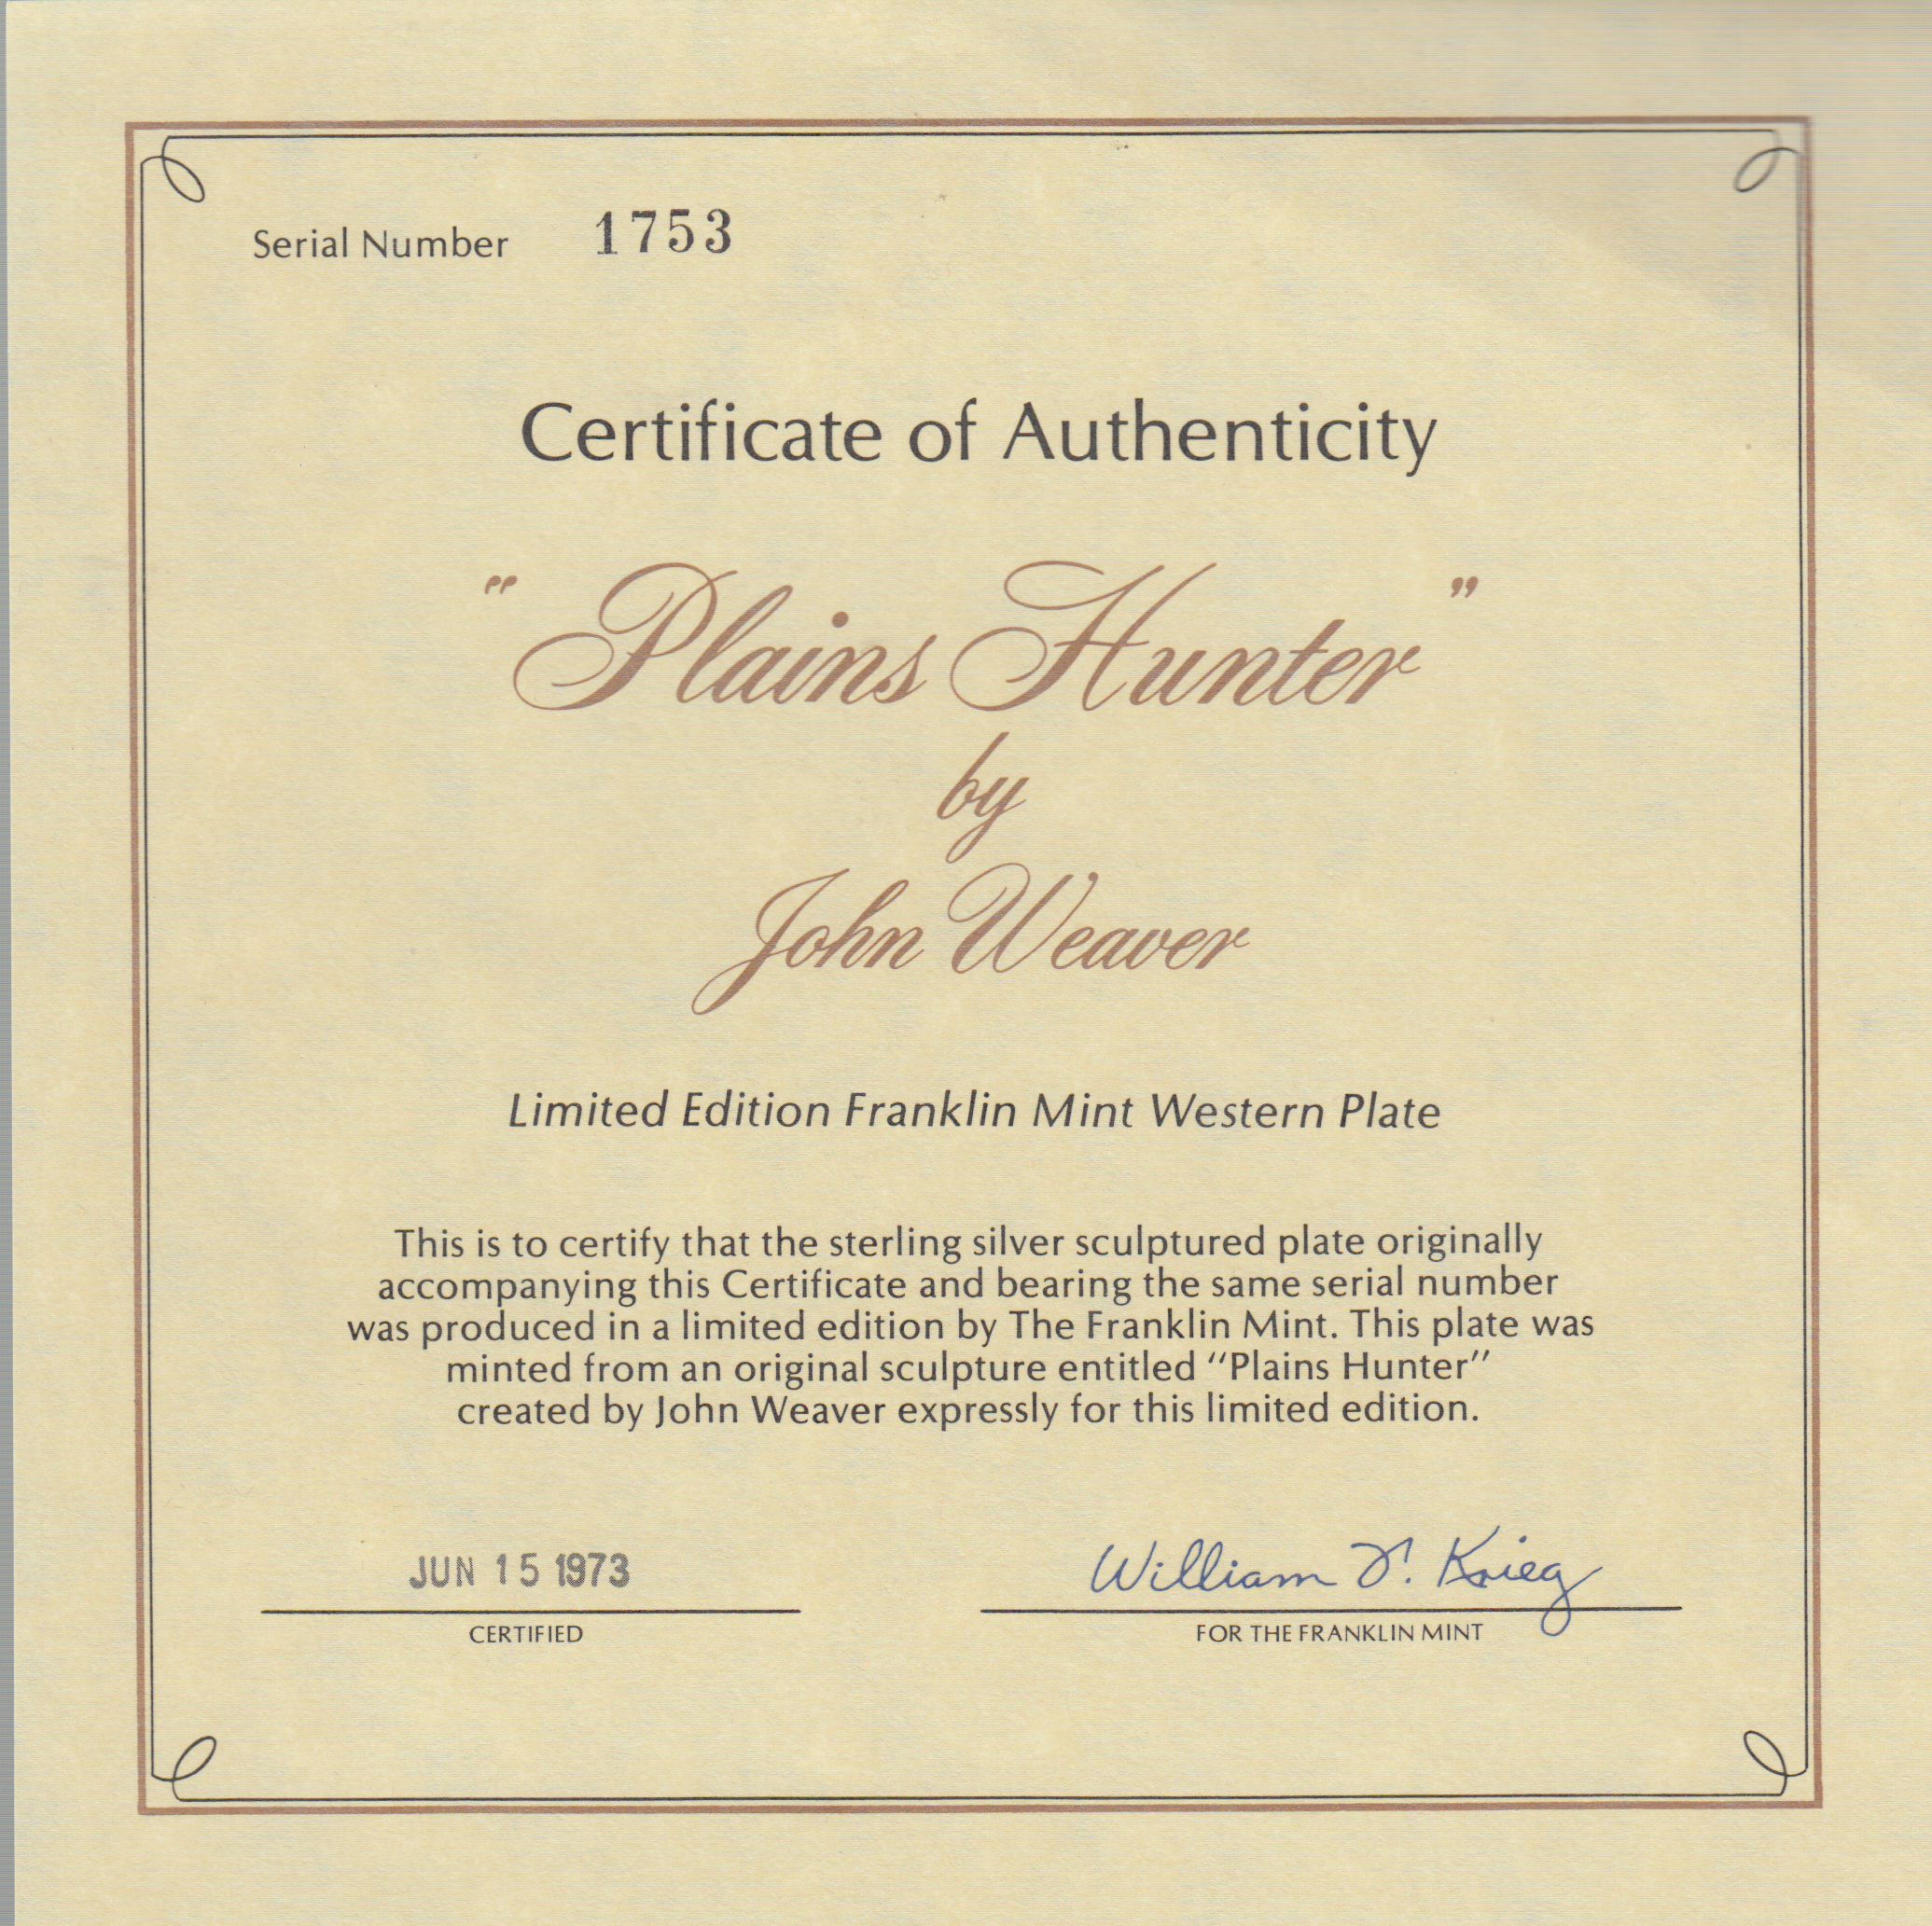 Serial Number 1753
Certificate of Authenticity
"Plains Hunter"
by
John Weaver
Limited Edition Franklin Mint Western Plate
This is to certify that the sterling silver sculptured plate originally
accompanying this Certificate and bearing the same serial number
was produced in a limited edition by The Franklin Mint. This plate was
minted from an original sculpture entitled "Plains Hunter"
created by John Weaver expressly for this limited edition.
JUN 15 1973
CERTIFIED
William Krieg
FOR THE FRANKLIN MINT